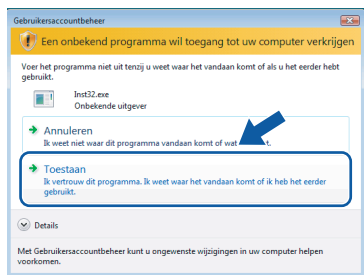 Gebruikersaccountbeheer
Een onbekend programma wil toegang tot uw computer verkrijgen
Voer het programma niet uit tenzij u weet waar het vandaan komt of als u het eerder hebt
gebruikt.
Inst32.exe
Onbekende uitgever
Annuleren
Ik weet niet waar dit programma vandaan komt of
Toestaan
Ik vertrouw dit programma. Ik weet waar het vandaan komt of ik heb het eerder
gebruikt.
Details
Met Gebruikersaccountbeheer kunt u ongewenste wijzigingen in uw computer helpen
voorkomen.